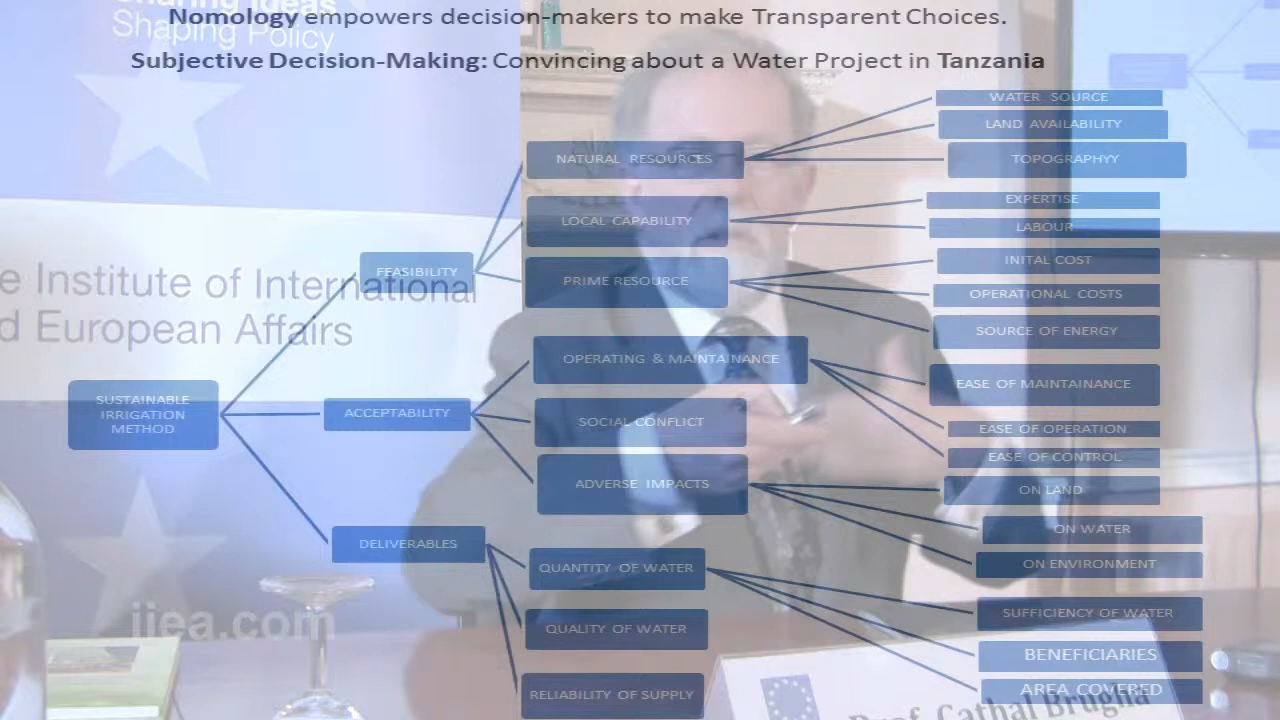 Sharing Ideas
Shaping Policy
Nomology empowers decision-makers to make Transparent Choices.
Subjective Decision-Making: Convincing about a Water Project in Tanzania
e Institute of International
d European Affairs
iiea.com
SUSTAINABLE
IRRIGATION
METHOD
FEASIBILITY
ACCEPTABILITY
DELIVERABLES
NATURAL RESOURCES
LOCAL CAPABILITY
PRIME RESOURCE
OPERATING & MAINTAINANCE
SOCIAL CONFLICT
ADVERSE IMPACTS
QUANTITY OF WATER
QUALITY OF WATER
RELIABILITY OF SUPPLY
WATER SOURCE
LAND AVAILABILITY
TOPOGRAPHYY
EXPERTISE
LABOUR
INITAL COST
OPERATIONAL COSTS
SOURCE OF ENERGY
EASE OF MAINTAINANCE
EASE OF OPERATION
EASE OF CONTROL
ON LAND
ON WATER
ON ENVIRONMENT
SUFFICIENCY OF WATER
BENEFICIARIES
AREA COVERED
Prof. Cathal Brugha